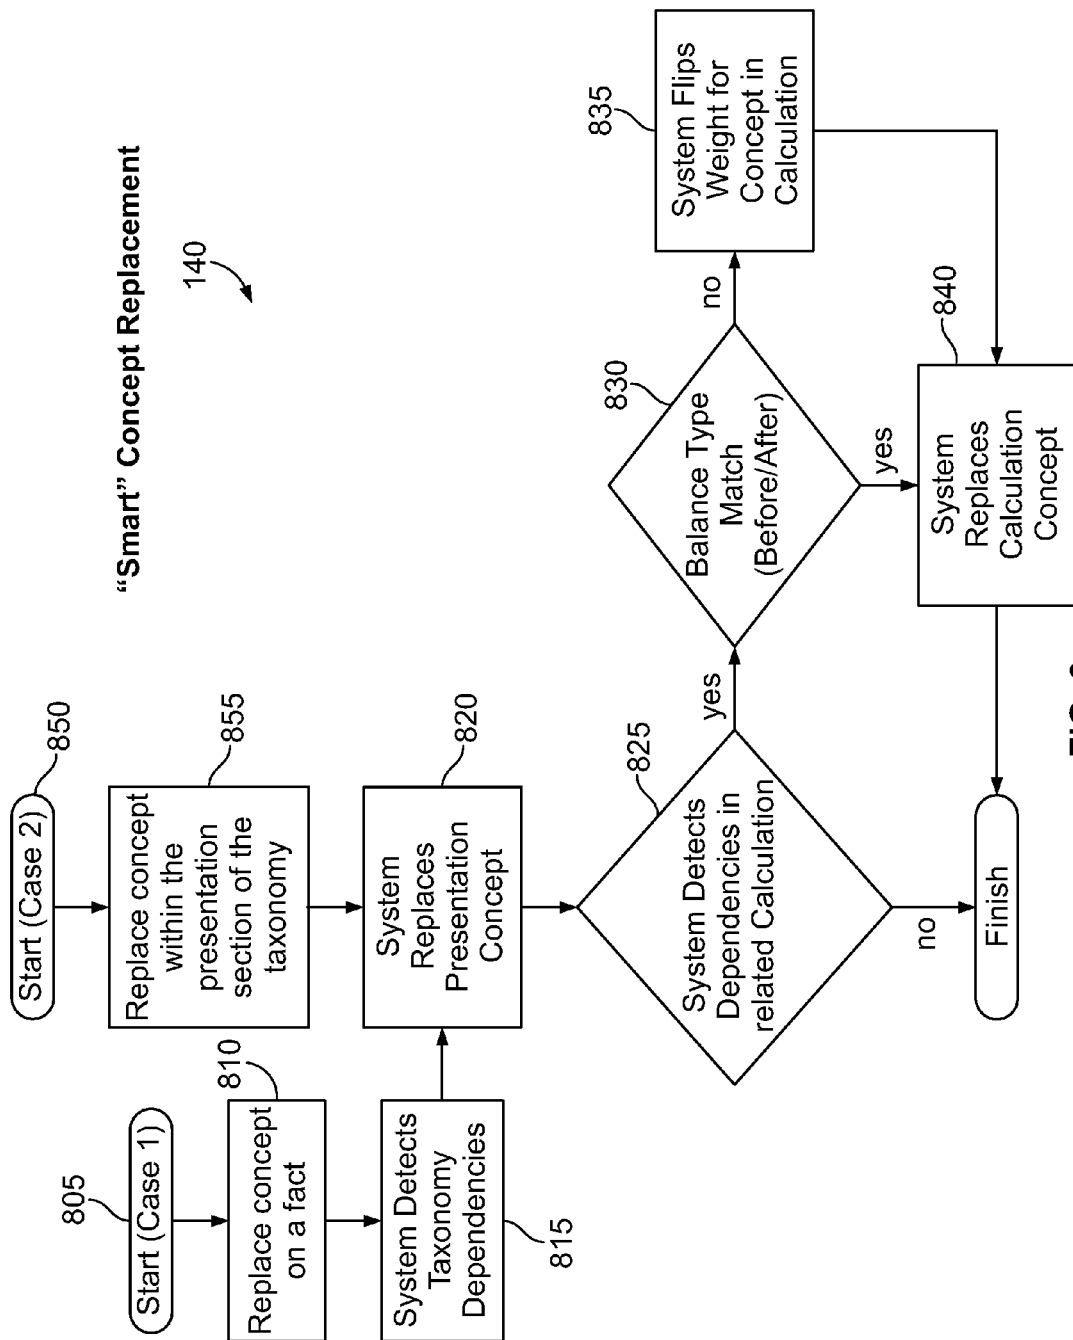 “Smart” Concept Replacement
140
805
Start (Case 1)
810
Replace concept
on a fact
System Detects
Taxonomy
Dependencies
815
Start (Case 2)
850
Replace concept
within the
presentation
section of the
taxonomy
855
System
Replaces
Presentation
Concept
820
System Detects
Dependencies in
related Calculation
825
yes
no
Balance Type
Match
(Before/After)
830
no
yes
System Flips
Weight for
Concept in
Calculation
835
System
Replaces
Calculation
Concept
840
Finish